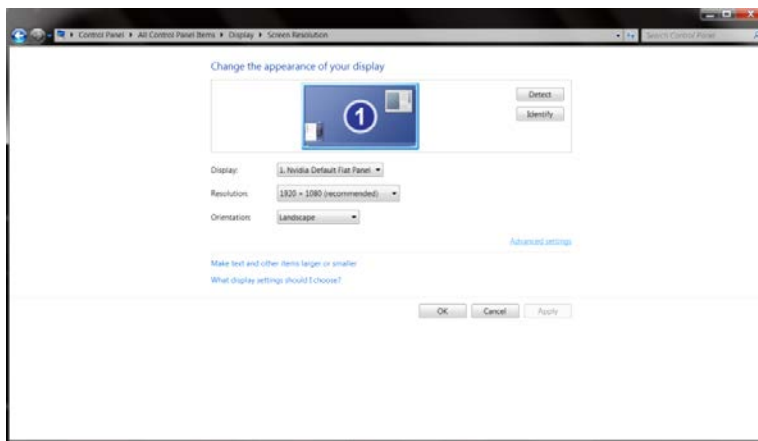 Control Panel ▸ All Control Panel Items ▸ Display ▸ Screen Resolution
Search Control Panel
Change the appearance of your display
1
Detect
Identify
Display: 1. Nvidia Default Flat Panel
Resolution: 1920 × 1080 (recommended)
Orientation: Landscape
Advanced settings
Make text and other items larger or smaller
What display settings should I choose?
OK Cancel Apply